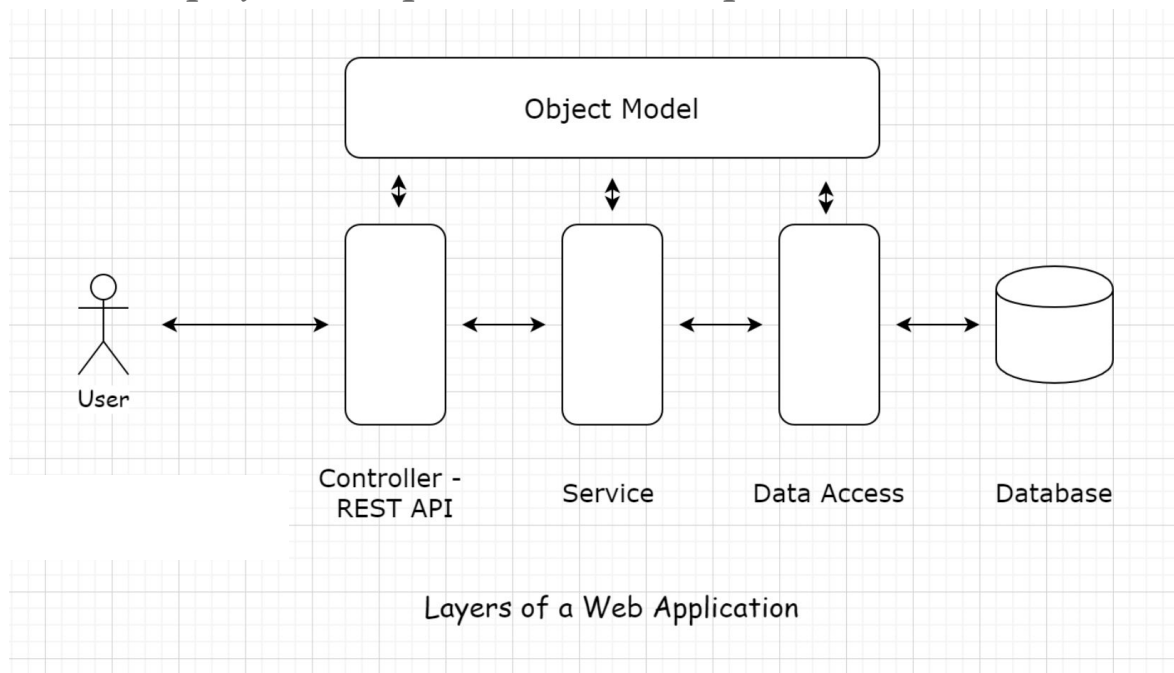 Object Model
User
Controller -
REST API
Service
Data Access
Database
Layers of a Web Application